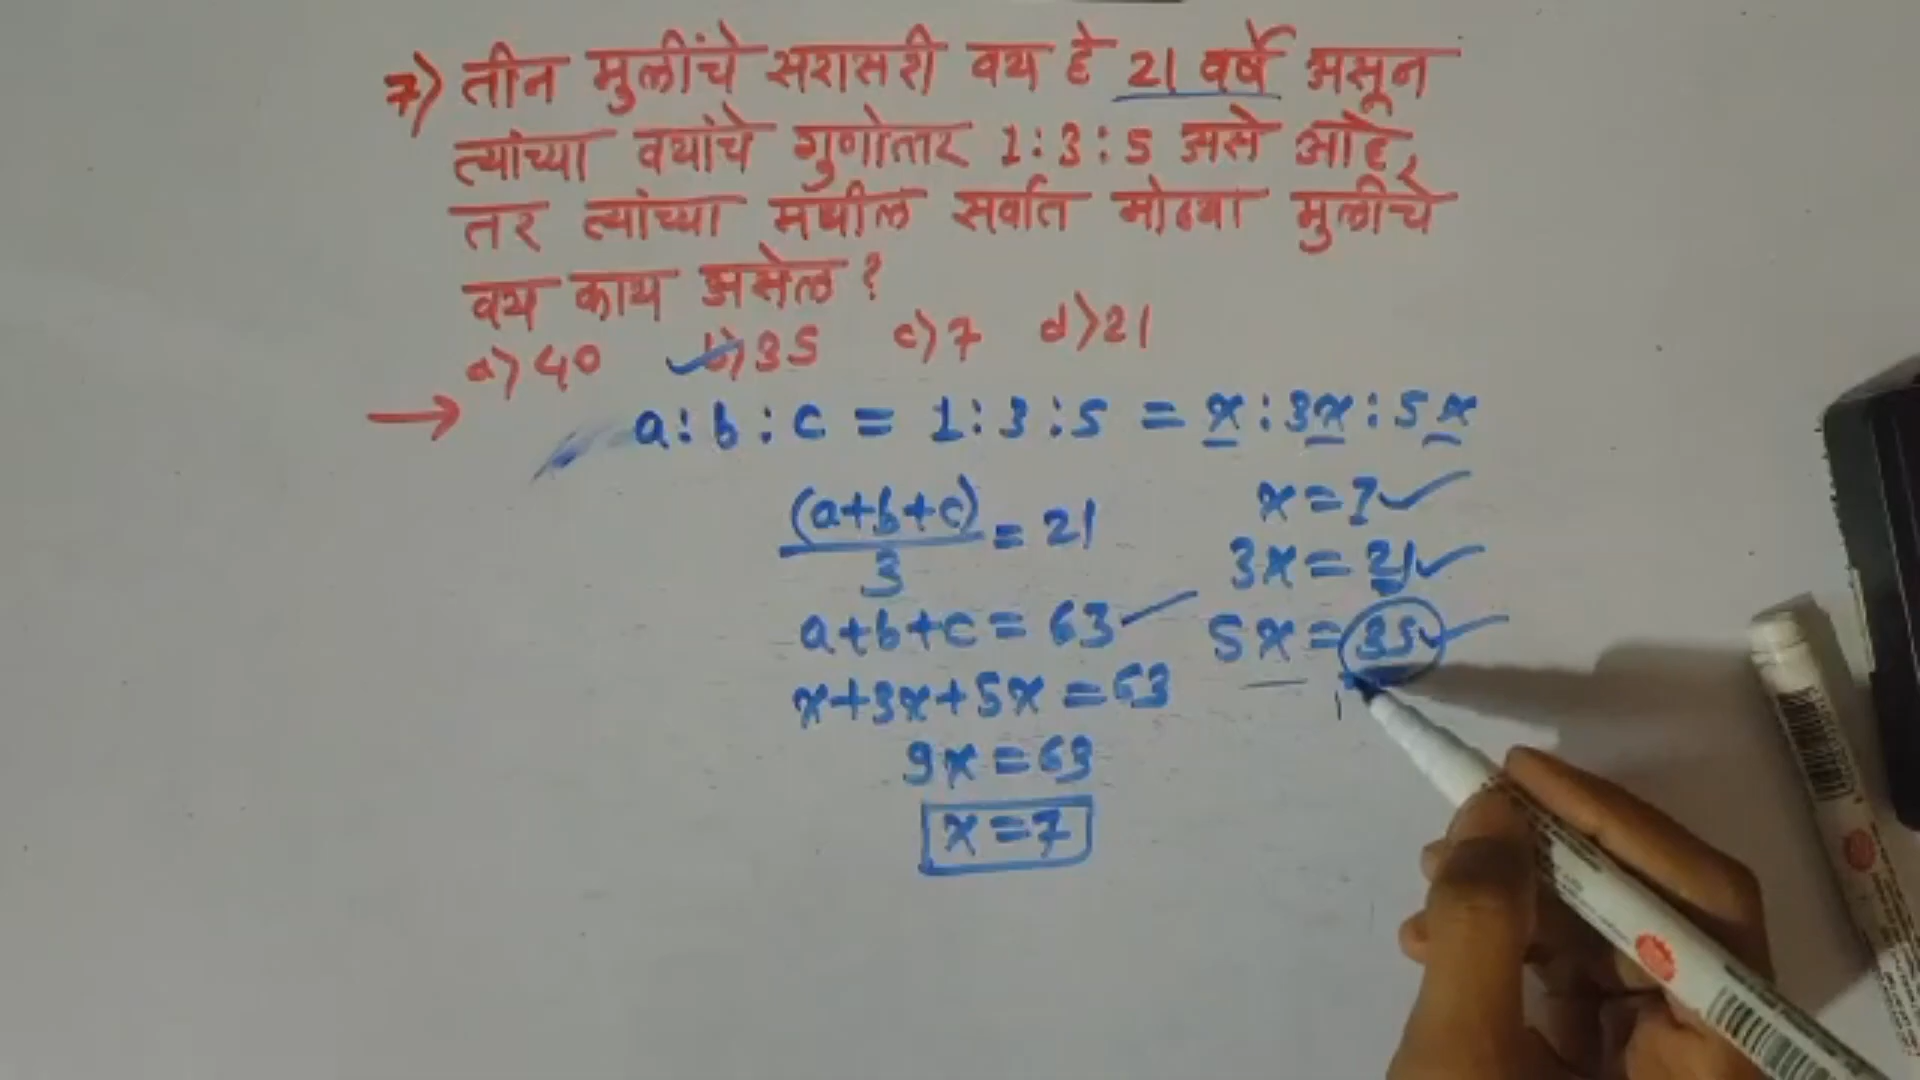 7) तीन मुलींचे सरासरी वय हे 21 वर्षे असून
त्यांच्या वयांचे गुणोत्तर 1:3:5 असे आहे,
तर त्यांच्या मधील सर्वात मोठ्या मुलीचे
वय काय असेल ?
a) 40 b) 35 c) 7 d) 21
→ a : b : c = 1 : 3 : 5 = x : 3x : 5x
(a+b+c)/3 = 21
a+b+c = 63
x+3x+5x = 63
9x = 63
x = 7
x = 7
3x = 21
5x = 35